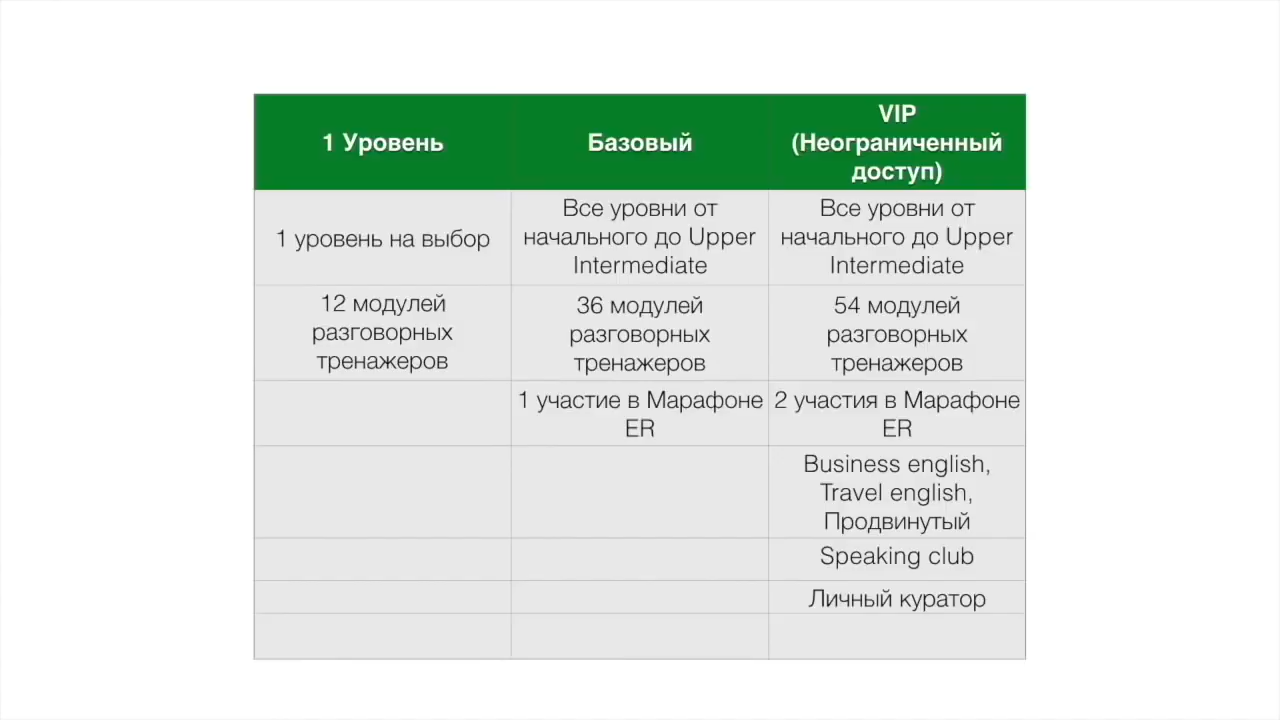 1 Уровень
Базовый
VIP
(Неограниченный
доступ)
1 уровень на выбор
Все уровни от
начального до Upper
Intermediate
Все уровни от
начального до Upper
Intermediate
12 модулей
разговорных
тренажеров
36 модулей
разговорных
тренажеров
54 модулей
разговорных
тренажеров
1 участие в Марафоне
ER
2 участия в Марафоне
ER
Business english,
Travel english,
Продвинутый
Speaking club
Личный куратор